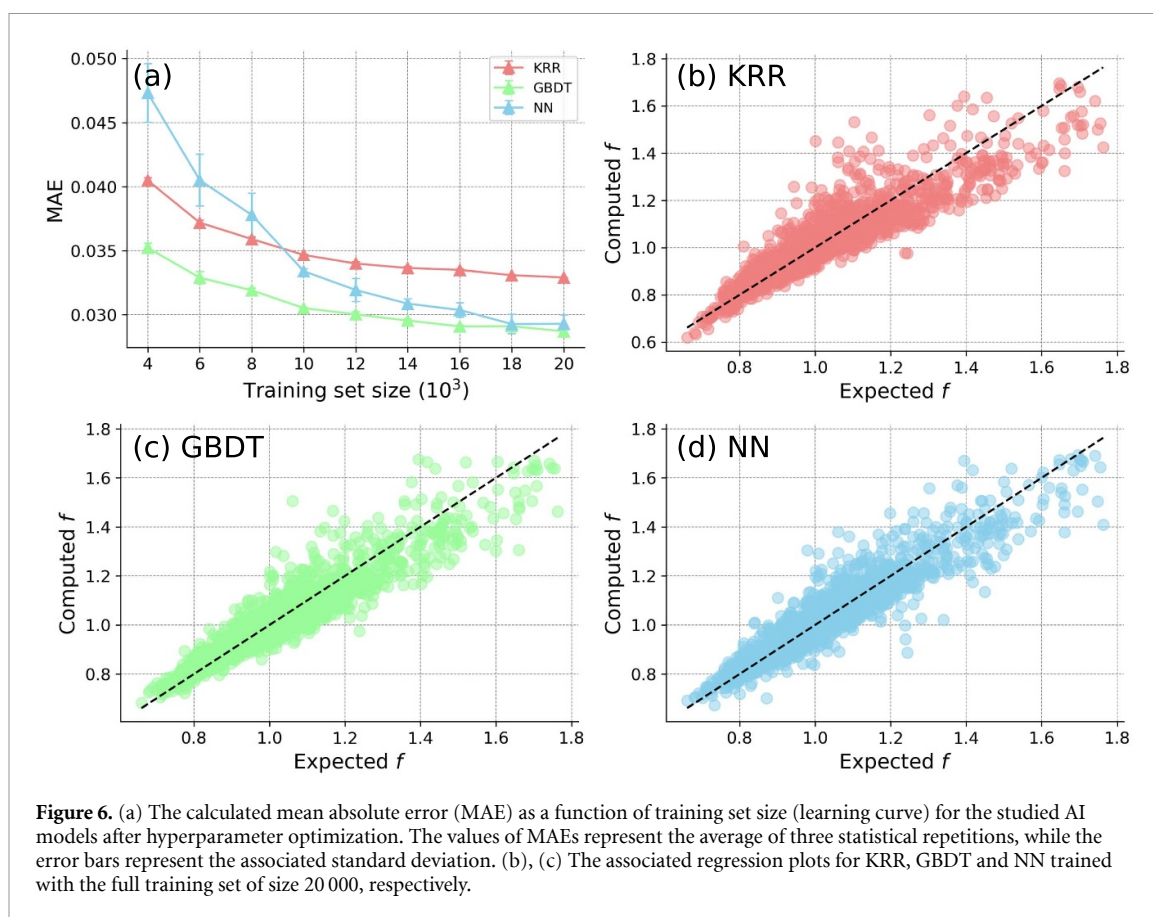 (a)
KRR
GBDT
NN
0.050
0.045
0.040
0.035
0.030
MAE
4 6 8 10 12 14 16 18 20
Training set size (10³)
(b) KRR
1.8
1.6
1.4
1.2
1.0
0.8
0.6
Computed f
0.8 1.0 1.2 1.4 1.6 1.8
Expected f
(c) GBDT
1.8
1.6
1.4
1.2
1.0
0.8
Computed f
0.8 1.0 1.2 1.4 1.6 1.8
Expected f
(d) NN
1.8
1.6
1.4
1.2
1.0
0.8
Computed f
0.8 1.0 1.2 1.4 1.6 1.8
Expected f
Figure 6. (a) The calculated mean absolute error (MAE) as a function of training set size (learning curve) for the studied AI
models after hyperparameter optimization. The values of MAEs represent the average of three statistical repetitions, while the
error bars represent the associated standard deviation. (b), (c) The associated regression plots for KRR, GBDT and NN trained
with the full training set of size 20 000, respectively.